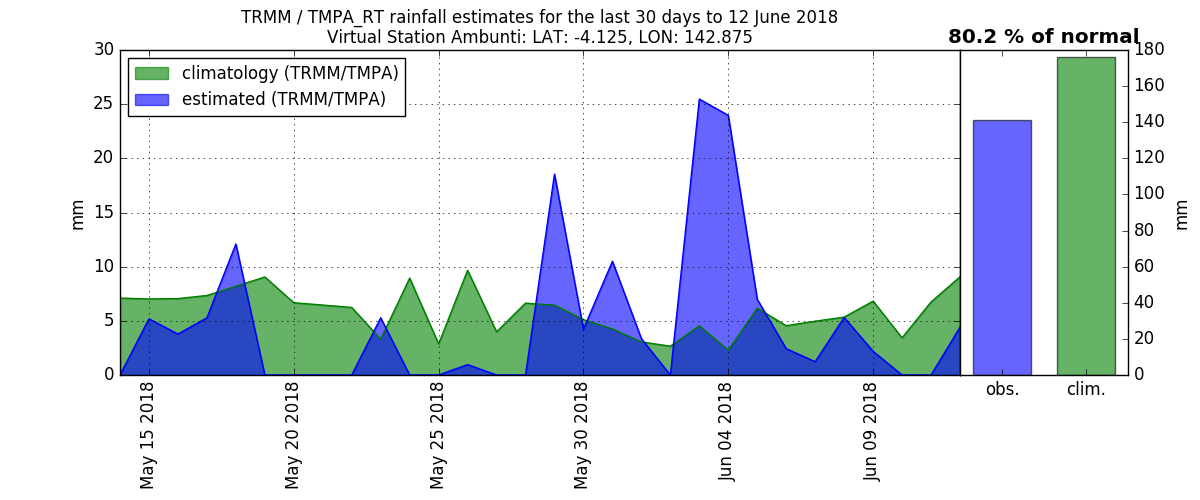 TRMM / TMPA_RT rainfall estimates for the last 30 days to 12 June 2018
Virtual Station Ambunti: LAT: -4.125, LON: 142.875
80.2 % of normal
climatology (TRMM/TMPA)
estimated (TRMM/TMPA)
30
25
20
15
10
5
0
mm
May 15 2018
May 20 2018
May 25 2018
May 30 2018
Jun 04 2018
Jun 09 2018
180
160
140
120
100
80
60
40
20
0
mm
obs.
clim.